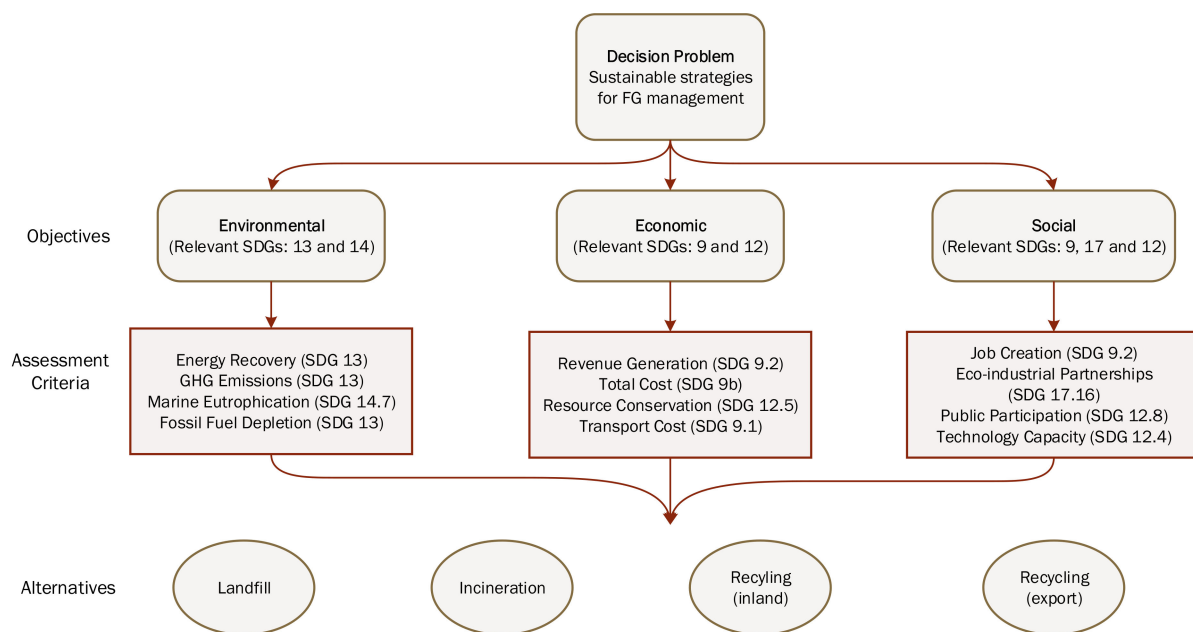 Decision Problem
Sustainable strategies
for FG management
Objectives
Environmental
(Relevant SDGs: 13 and 14)
Economic
(Relevant SDGs: 9 and 12)
Social
(Relevant SDGs: 9, 17 and 12)
Assessment
Criteria
Energy Recovery (SDG 13)
GHG Emissions (SDG 13)
Marine Eutrophication (SDG 14.7)
Fossil Fuel Depletion (SDG 13)
Revenue Generation (SDG 9.2)
Total Cost (SDG 9b)
Resource Conservation (SDG 12.5)
Transport Cost (SDG 9.1)
Job Creation (SDG 9.2)
Eco-industrial Partnerships
(SDG 17.16)
Public Participation (SDG 12.8)
Technology Capacity (SDG 12.4)
Alternatives
Landfill
Incineration
Recyling
(inland)
Recycling
(export)